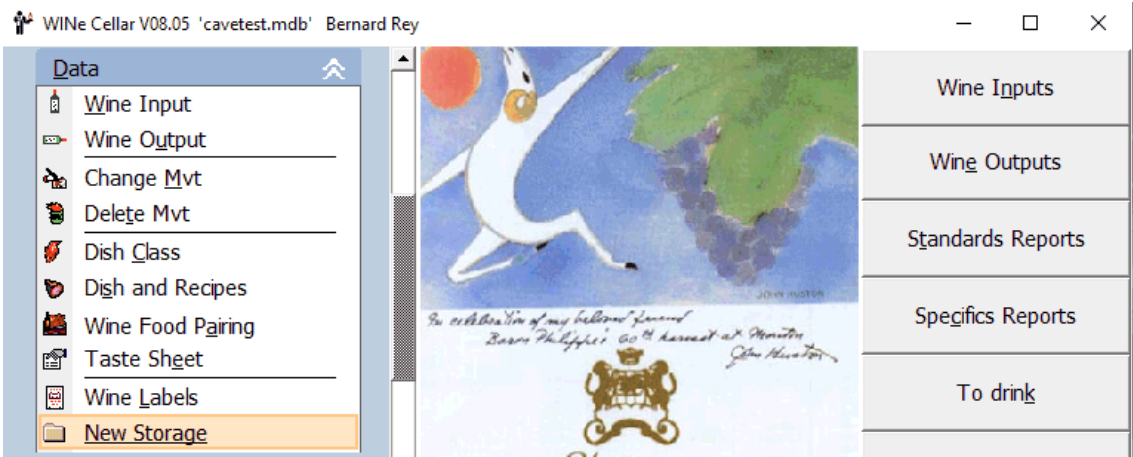 WINe Cellar V08.05 'cavetest.mdb' Bernard Rey
Data
Wine Input
Wine Output
Change Mvt
Delete Mvt
Dish Class
Dish and Recipes
Wine Food Pairing
Taste Sheet
Wine Labels
New Storage
JOHN HUSTON
In celebration of my beloved friend
Baron Philippe's 60th harvest at Mouton
John Huston
Wine Inputs
Wine Outputs
Standards Reports
Specifics Reports
To drink